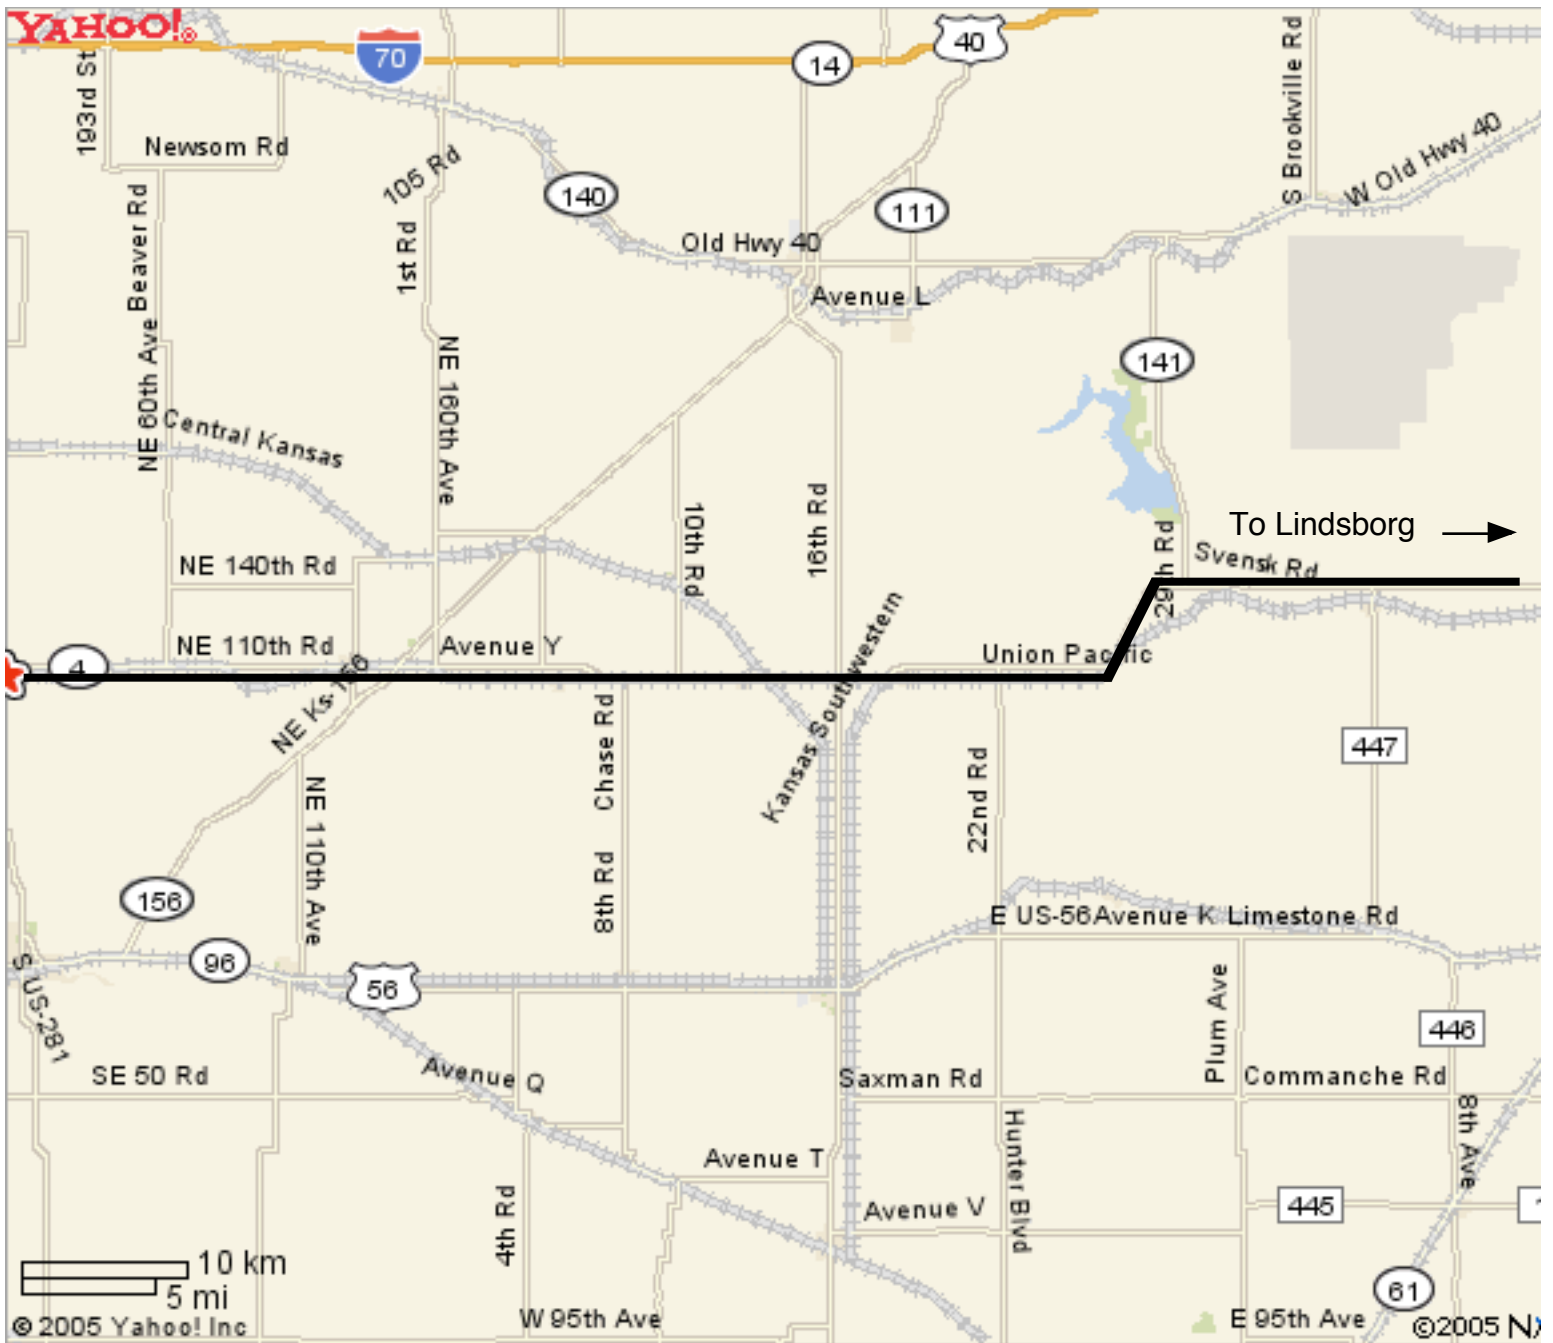 YAHOO!®
70
14
40
193rd St
S Brookville Rd
Newsom Rd
105 Rd
W Old Hwy 40
140
111
Beaver Rd
1st Rd
Old Hwy 40
Avenue L
NE 60th Ave
NE 160th Ave
141
Central Kansas
16th Rd
10th Rd
To Lindsborg
29th Rd
Svensk Rd
NE 140th Rd
Kansas Southwestern
NE 110th Rd
Avenue Y
Union Pacific
4
NE Ks-156
Chase Rd
447
22nd Rd
NE 110th Ave
8th Rd
156
E US-56
Avenue K
Limestone Rd
96
56
S US-281
Plum Ave
446
SE 50 Rd
Avenue Q
Saxman Rd
Commanche Rd
8th Ave
Hunter Blvd
Avenue T
4th Rd
Avenue V
445
10 km
5 mi
61
© 2005 Yahoo! Inc
W 95th Ave
E 95th Ave
©2005